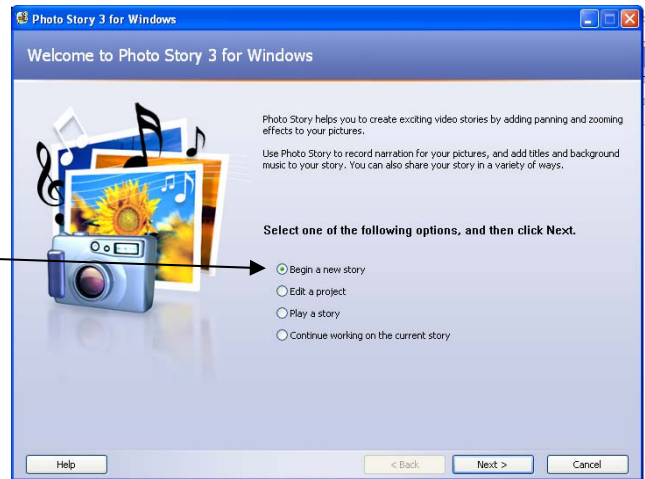 Photo Story 3 for Windows
Welcome to Photo Story 3 for Windows
Photo Story helps you to create exciting video stories by adding panning and zooming
effects to your pictures.
Use Photo Story to record narration for your pictures, and add titles and background
music to your story. You can also share your story in a variety of ways.
Select one of the following options, and then click Next.
Begin a new story
Edit a project
Play a story
Continue working on the current story
Help
< Back
Next >
Cancel